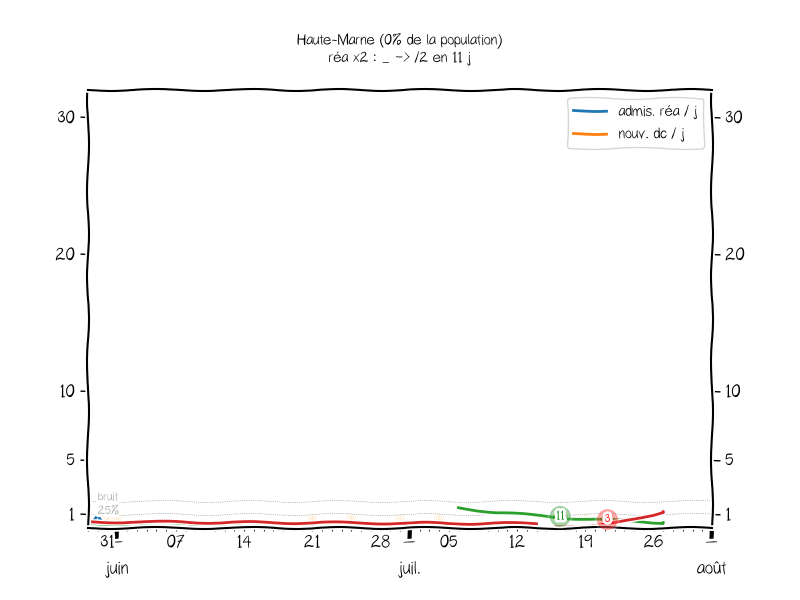 Haute-Marne (0% de la population)
réa x2 : _ -> /2 en 11 j
admis. réa / j
nouv. dc / j
30
30
20
20
10
10
5
5
bruit
25%
1
1
11
3
31
07
14
21
28
05
12
19
26
juin
juil.
août